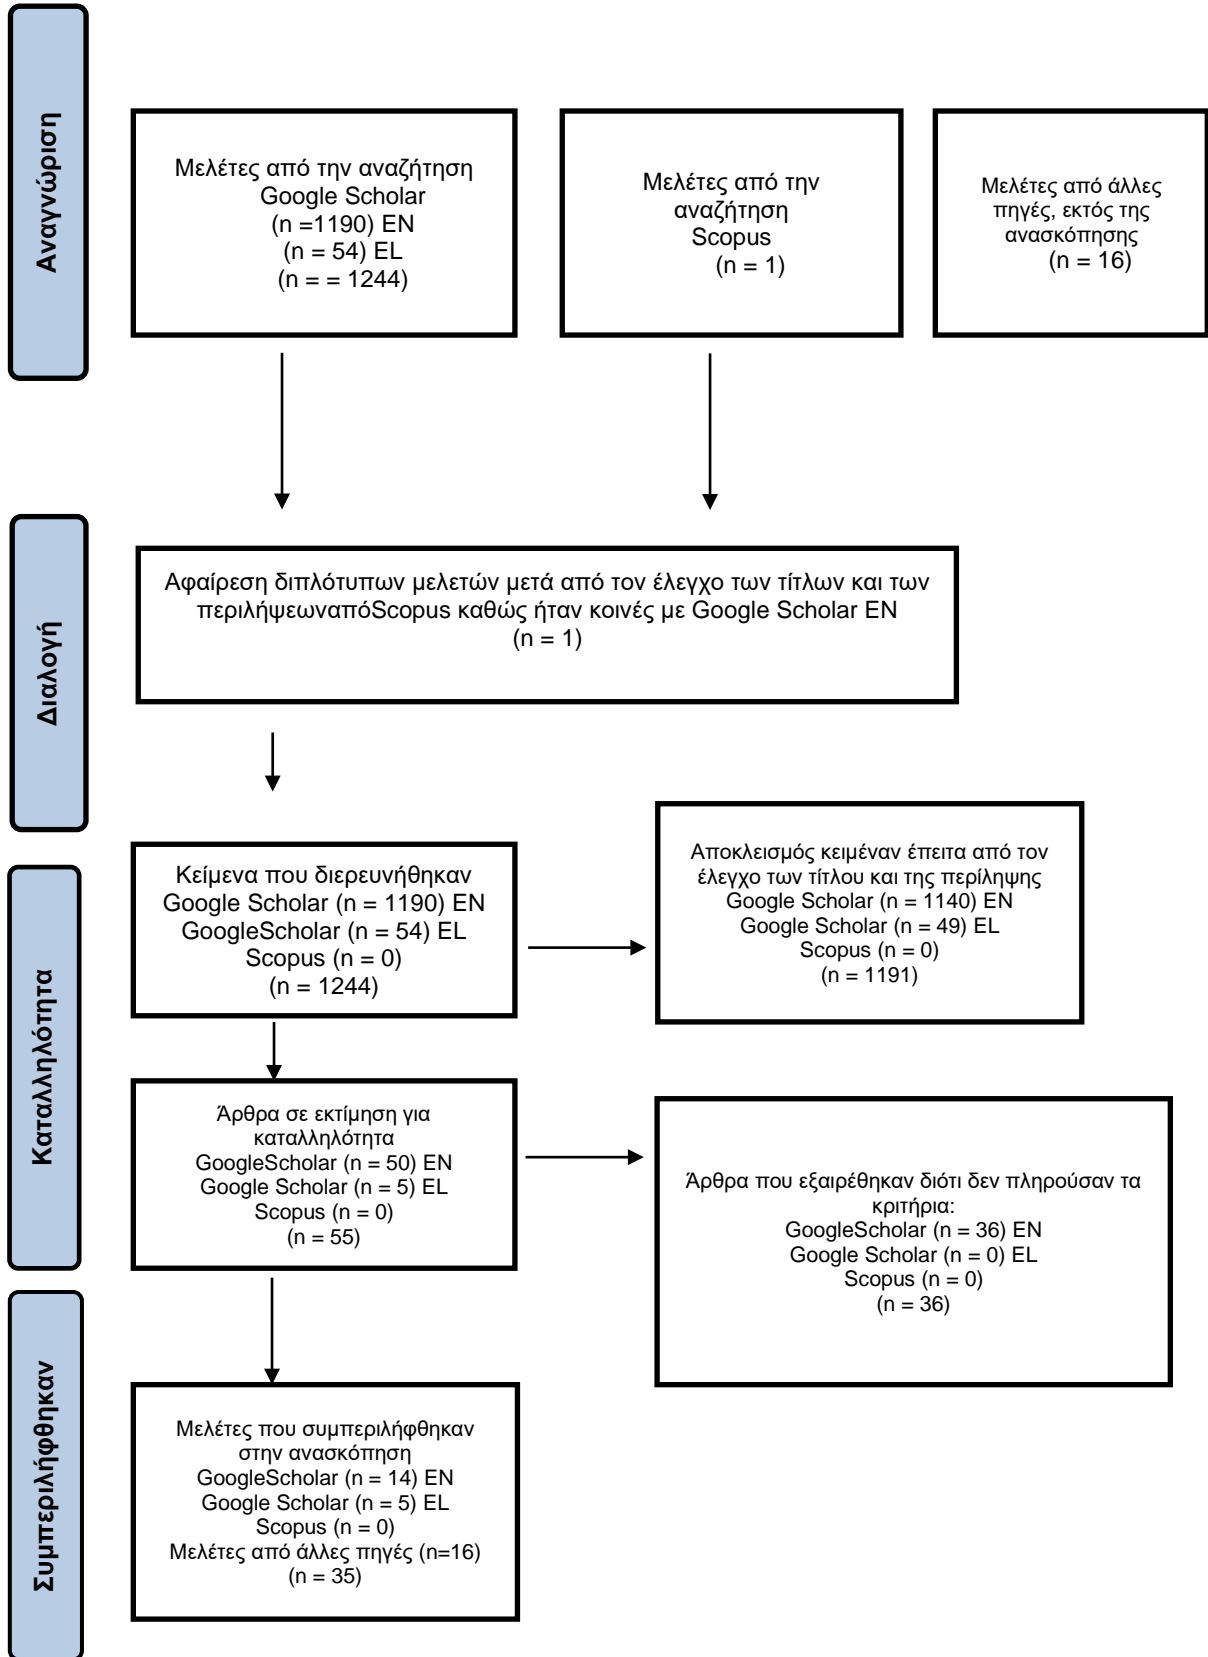 Αναγνώριση
Μελέτες από την αναζήτηση
Google Scholar
(n =1190) EN
(n = 54) EL
(n = = 1244)
Μελέτες από την
αναζήτηση
Scopus
(n = 1)
Μελέτες από άλλες
πηγές, εκτός της
ανασκόπησης
(n = 16)
Διαλογή
Αφαίρεση διπλότυπων μελετών μετά από τον έλεγχο των τίτλων και των
περιλήψεωναπόScopus καθώς ήταν κοινές με Google Scholar EN
(n = 1)
Καταλληλότητα
Κείμενα που διερευνήθηκαν
Google Scholar (n = 1190) EN
GoogleScholar (n = 54) EL
Scopus (n = 0)
(n = 1244)
Αποκλεισμός κειμέναν έπειτα από τον
έλεγχο των τίτλου και της περίληψης
Google Scholar (n = 1140) EN
Google Scholar (n = 49) EL
Scopus (n = 0)
(n = 1191)
Άρθρα σε εκτίμηση για
καταλληλότητα
GoogleScholar (n = 50) EN
Google Scholar (n = 5) EL
Scopus (n = 0)
(n = 55)
Άρθρα που εξαιρέθηκαν διότι δεν πληρούσαν τα
κριτήρια:
GoogleScholar (n = 36) EN
Google Scholar (n = 0) EL
Scopus (n = 0)
(n = 36)
Συμπεριλήφθηκαν
Μελέτες που συμπεριλήφθηκαν
στην ανασκόπηση
GoogleScholar (n = 14) EN
Google Scholar (n = 5) EL
Scopus (n = 0)
Μελέτες από άλλες πηγές (n=16)
(n = 35)